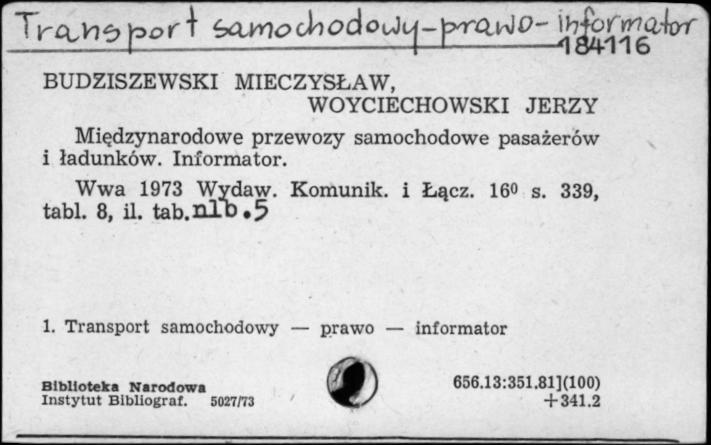 Transport samochodowy-prawo-informator
184116
BUDZISZEWSKI MIECZYSŁAW,
WOYCIECHOWSKI JERZY
Międzynarodowe przewozy samochodowe pasażerów
i ładunków. Informator.
Wwa 1973 Wydaw. Komunik. i Łącz. 16⁰ s. 339,
tabl. 8, il. tab. nlb. 5
1. Transport samochodowy — prawo — informator
Biblioteka Narodowa
Instytut Bibliograf. 5027/73
656.13:351.81](100)
+341.2